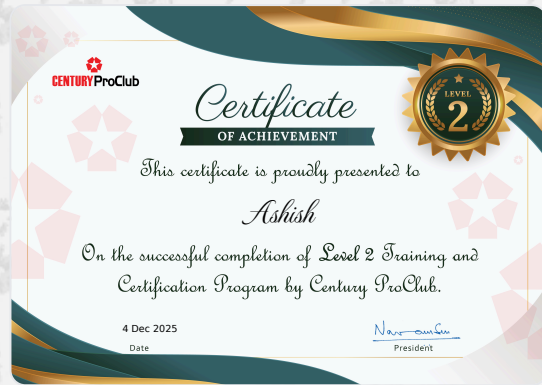 CENTURY ProClub
Certificate
OF ACHIEVEMENT
LEVEL
2
This certificate is proudly presented to
Ashish
On the successful completion of Level 2 Training and
Certification Program by Century ProClub.
4 Dec 2025
Date
President